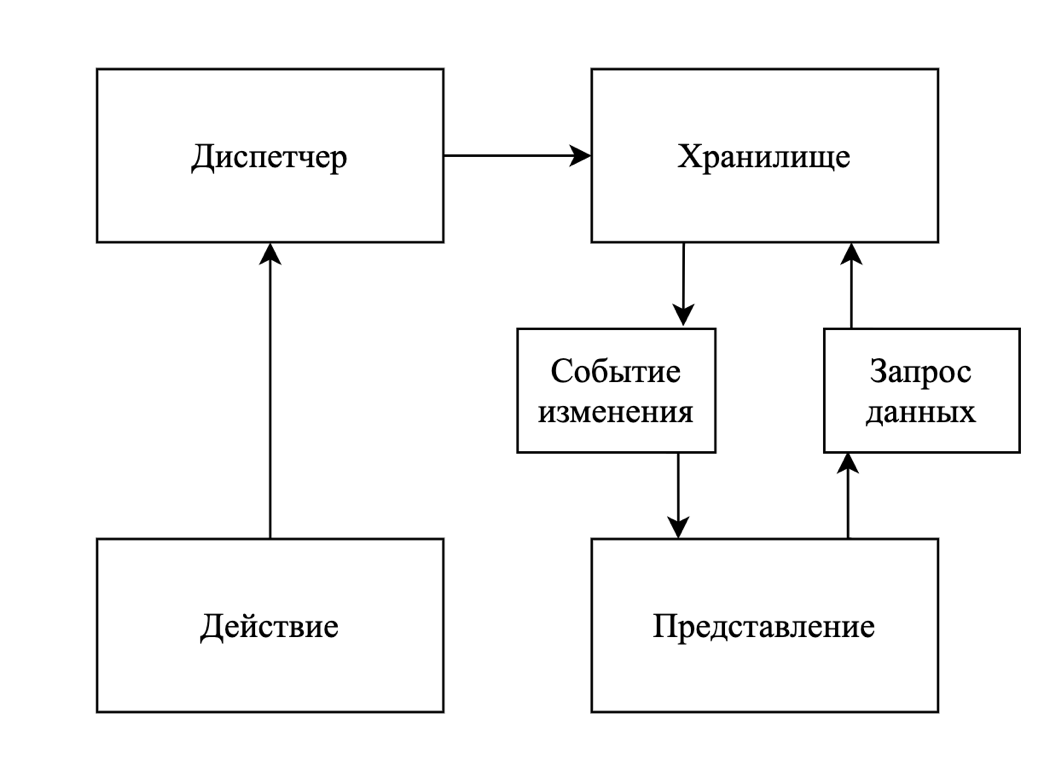 Диспетчер
Хранилище
Событие
изменения
Запрос
данных
Действие
Представление